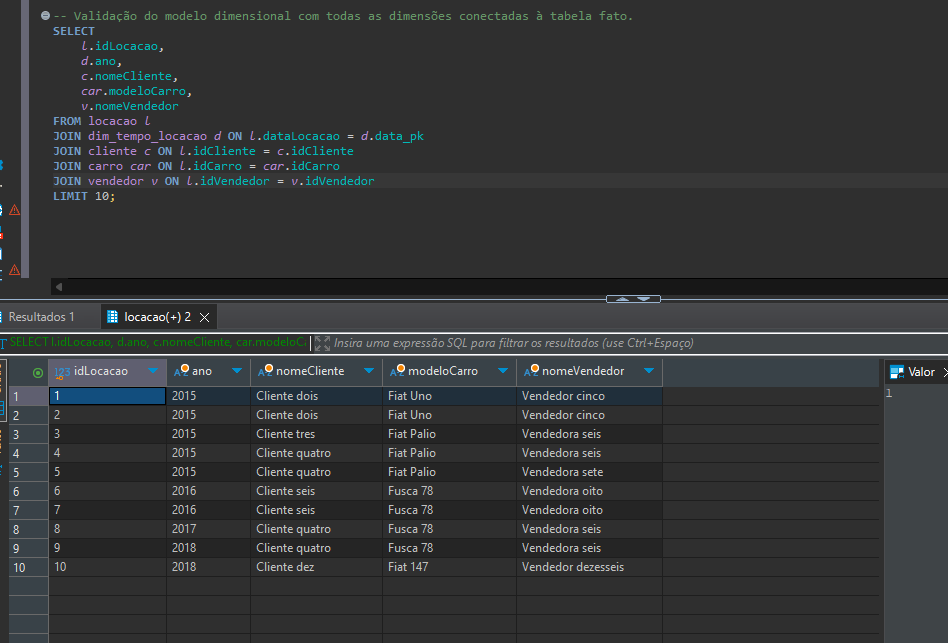 -- Validação do modelo dimensional com todas as dimensões conectadas à tabela fato.
SELECT
l.idLocacao,
d.ano,
c.nomeCliente,
car.modeloCarro,
v.nomeVendedor
FROM locacao l
JOIN dim_tempo_locacao d ON l.dataLocacao = d.data_pk
JOIN cliente c ON l.idCliente = c.idCliente
JOIN carro car ON l.idCarro = car.idCarro
JOIN vendedor v ON l.idVendedor = v.idVendedor
LIMIT 10;
Resultados 1 locacao(+) 2
SELECT l.idLocacao, d.ano, c.nomeCliente, car.modeloCa Insira uma expressão SQL para filtrar os resultados (use Ctrl+Espaço)
123 idLocacao A-Z ano A-Z nomeCliente A-Z modeloCarro A-Z nomeVendedor Valor
1 1 2015 Cliente dois Fiat Uno Vendedor cinco 1
2 2 2015 Cliente dois Fiat Uno Vendedor cinco
3 3 2015 Cliente tres Fiat Palio Vendedora seis
4 4 2015 Cliente quatro Fiat Palio Vendedora seis
5 5 2015 Cliente quatro Fiat Palio Vendedora sete
6 6 2016 Cliente seis Fusca 78 Vendedora oito
7 7 2016 Cliente seis Fusca 78 Vendedora oito
8 8 2017 Cliente quatro Fusca 78 Vendedora seis
9 9 2018 Cliente quatro Fusca 78 Vendedora seis
10 10 2018 Cliente dez Fiat 147 Vendedor dezesseis